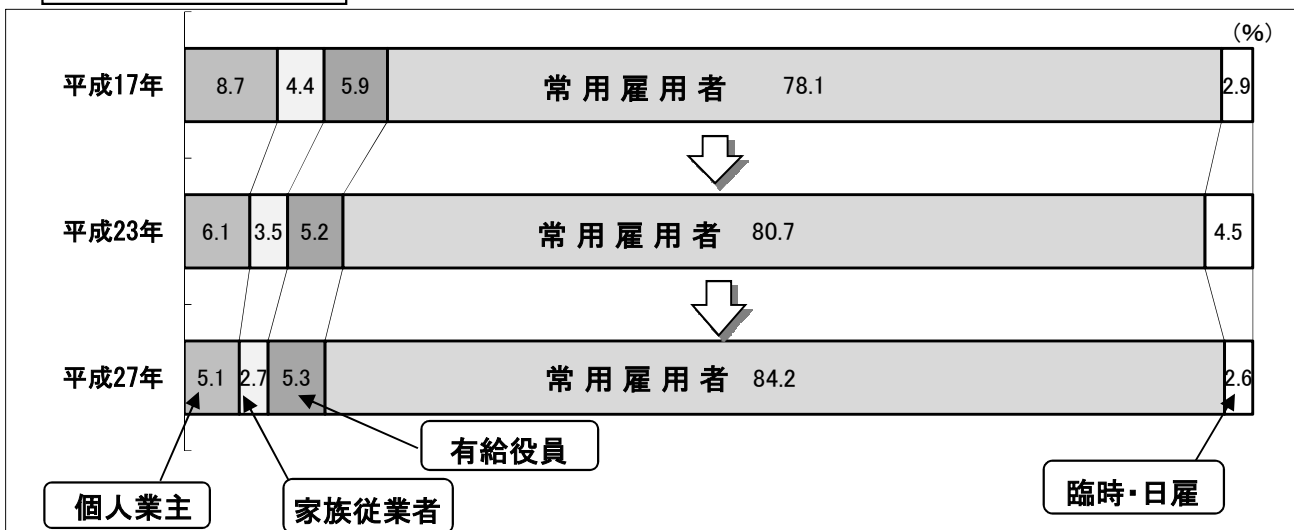 （%）
平成17年 8.7 4.4 5.9 常用雇用者 78.1 2.9
平成23年 6.1 3.5 5.2 常用雇用者 80.7 4.5
平成27年 5.1 2.7 5.3 常用雇用者 84.2 2.6
有給役員
個人業主 家族従業者 臨時・日雇